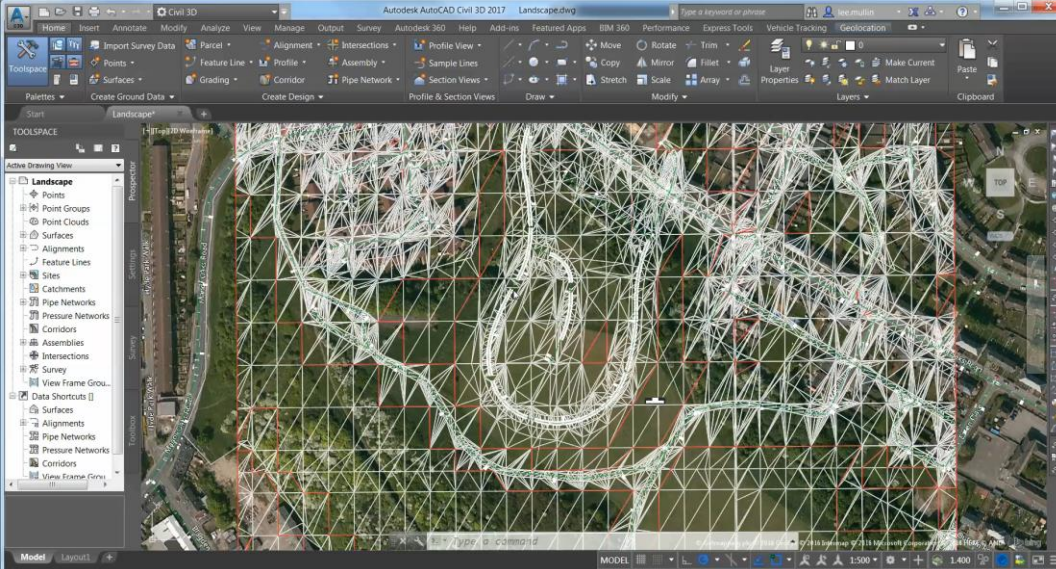 Civil 3D
Autodesk AutoCAD Civil 3D 2017 Landscape.dwg
Type a keyword or phrase
lee.mullin
Home Insert Annotate Modify Analyze View Manage Output Survey Autodesk 360 Help Add-ins Featured Apps BIM 360 Performance Express Tools Vehicle Tracking Geolocation
Toolspace
Import Survey Data
Points
Surfaces
Parcel
Feature Line
Grading
Alignment
Profile
Corridor
Intersections
Assembly
Pipe Network
Profile View
Sample Lines
Section Views
Move Rotate Trim
Copy Mirror Fillet
Stretch Scale Array
Layer
Properties
0
Make Current
Match Layer
Paste
Palettes Create Ground Data Create Design Profile & Section Views Draw Modify Layers Clipboard
Start Landscape*
TOOLSPACE
Active Drawing View
Landscape
Points
Point Groups
Point Clouds
Surfaces
Alignments
Feature Lines
Sites
Catchments
Pipe Networks
Pressure Networks
Corridors
Assemblies
Intersections
Survey
View Frame Grou...
Data Shortcuts []
Surfaces
Alignments
Pipe Networks
Pressure Networks
Corridors
View Frame Grou...
Prospector
Settings
Survey
Toolbox
[-][Top][2D Wireframe]
N
TOP
E
S
Type a command
Model Layout1 +
MODEL
1:500
1.400